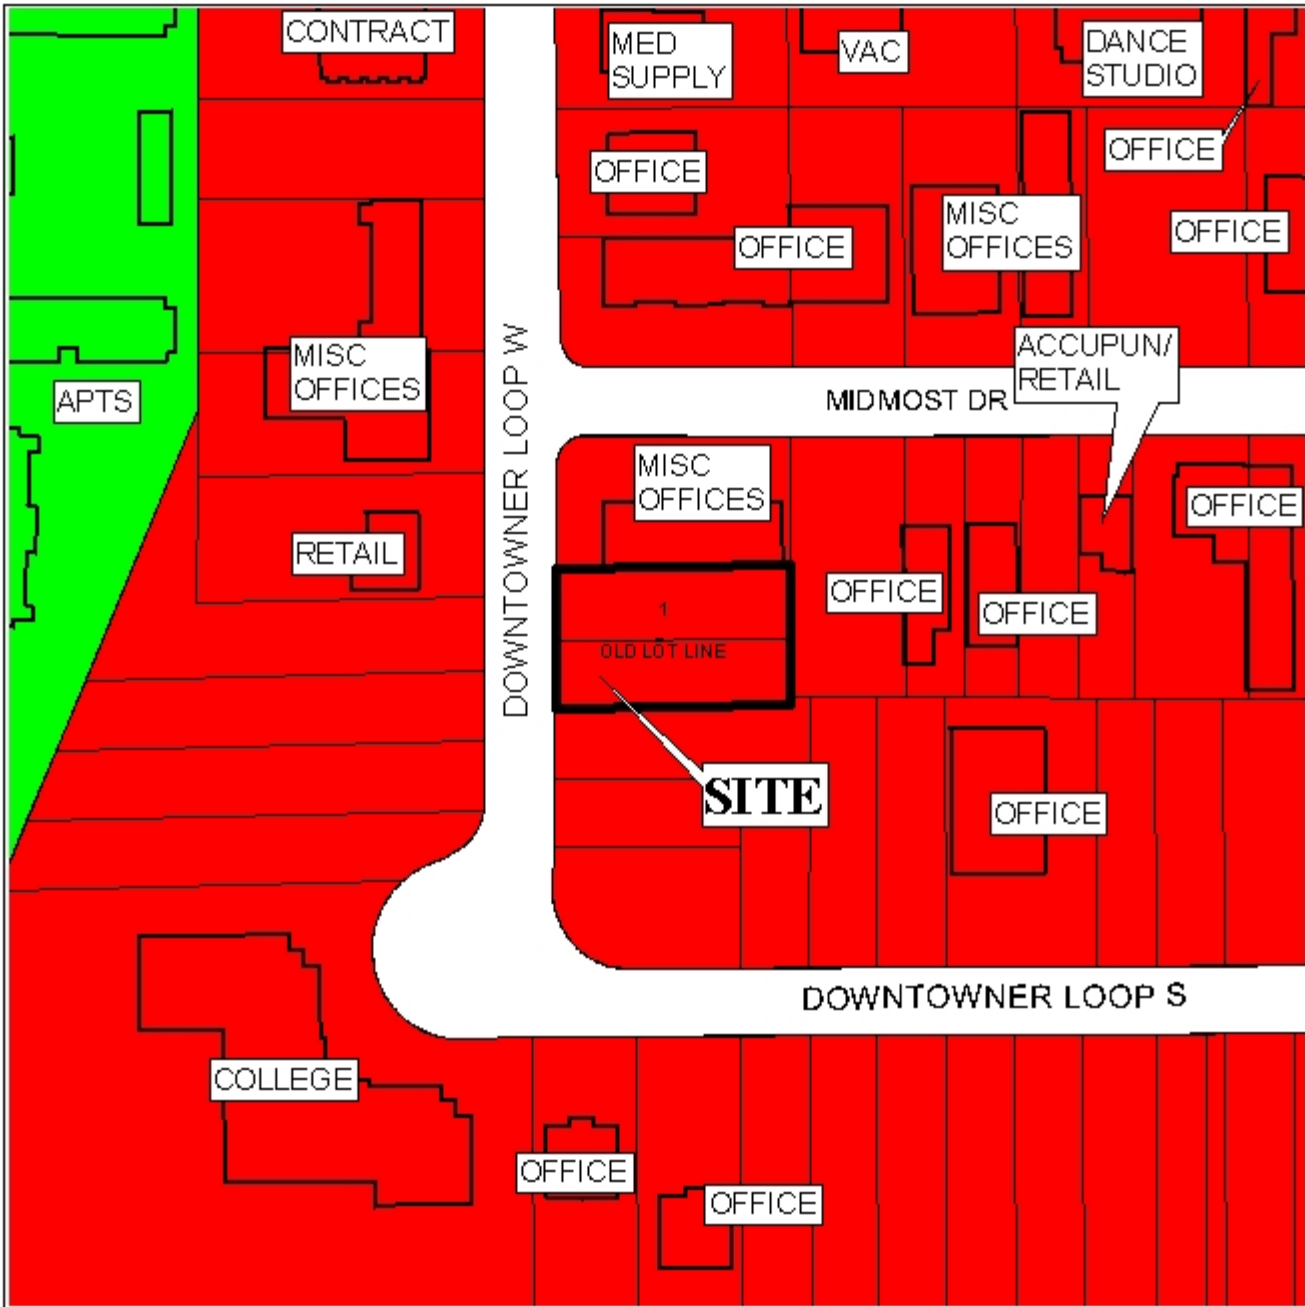 CONTRACT
MED
SUPPLY
VAC
DANCE
STUDIO
OFFICE
OFFICE
OFFICE
MISC
OFFICES
OFFICE
APTS
MISC
OFFICES
DOWNTOWNER LOOP W
MIDMOST DR
ACCUPUN/
RETAIL
MISC
OFFICES
RETAIL
OFFICE
OFFICE
OFFICE
1
OLD LOT LINE
SITE
OFFICE
DOWNTOWNER LOOP S
COLLEGE
OFFICE
OFFICE